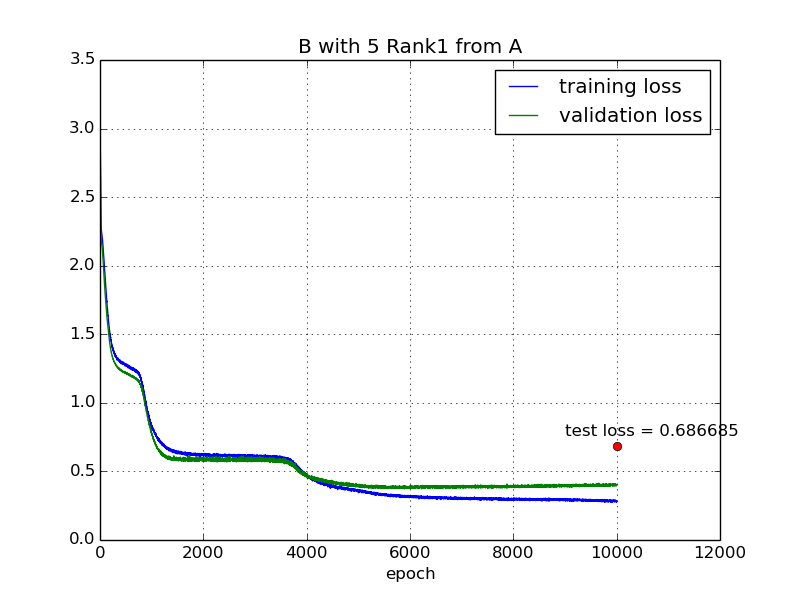 B with 5 Rank1 from A
3.5
3.0
2.5
2.0
1.5
1.0
0.5
0.0
training loss
validation loss
test loss = 0.686685
0 2000 4000 6000 8000 10000 12000
epoch